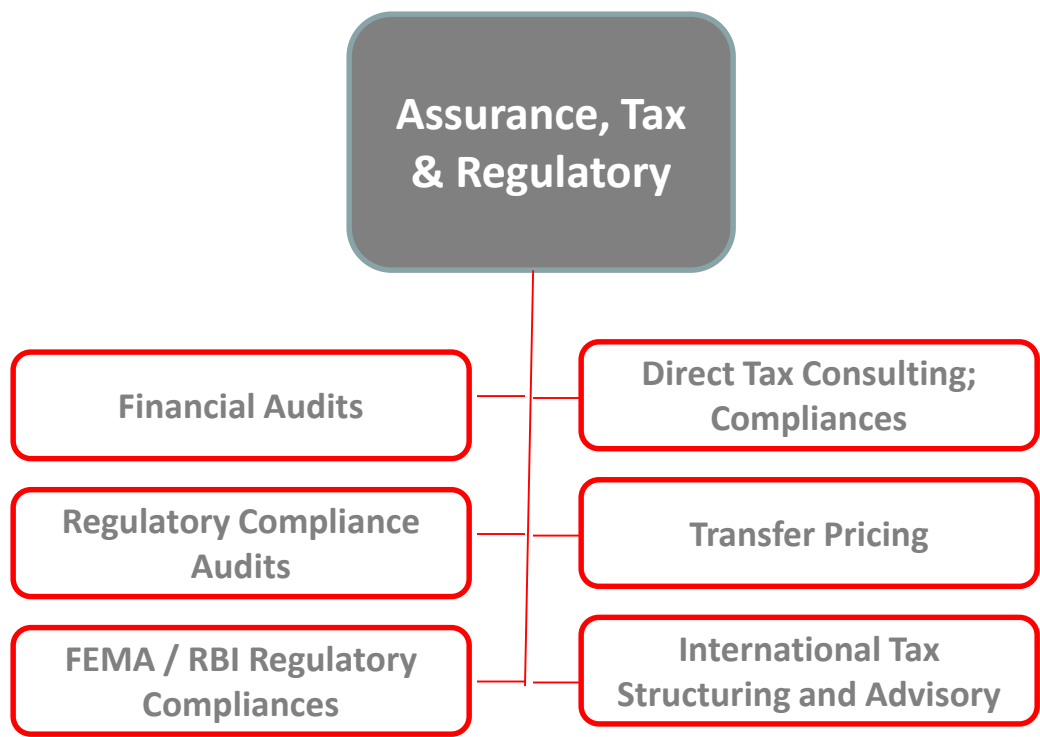 Assurance, Tax
& Regulatory
Financial Audits
Direct Tax Consulting;
Compliances
Regulatory Compliance
Audits
Transfer Pricing
FEMA / RBI Regulatory
Compliances
International Tax
Structuring and Advisory